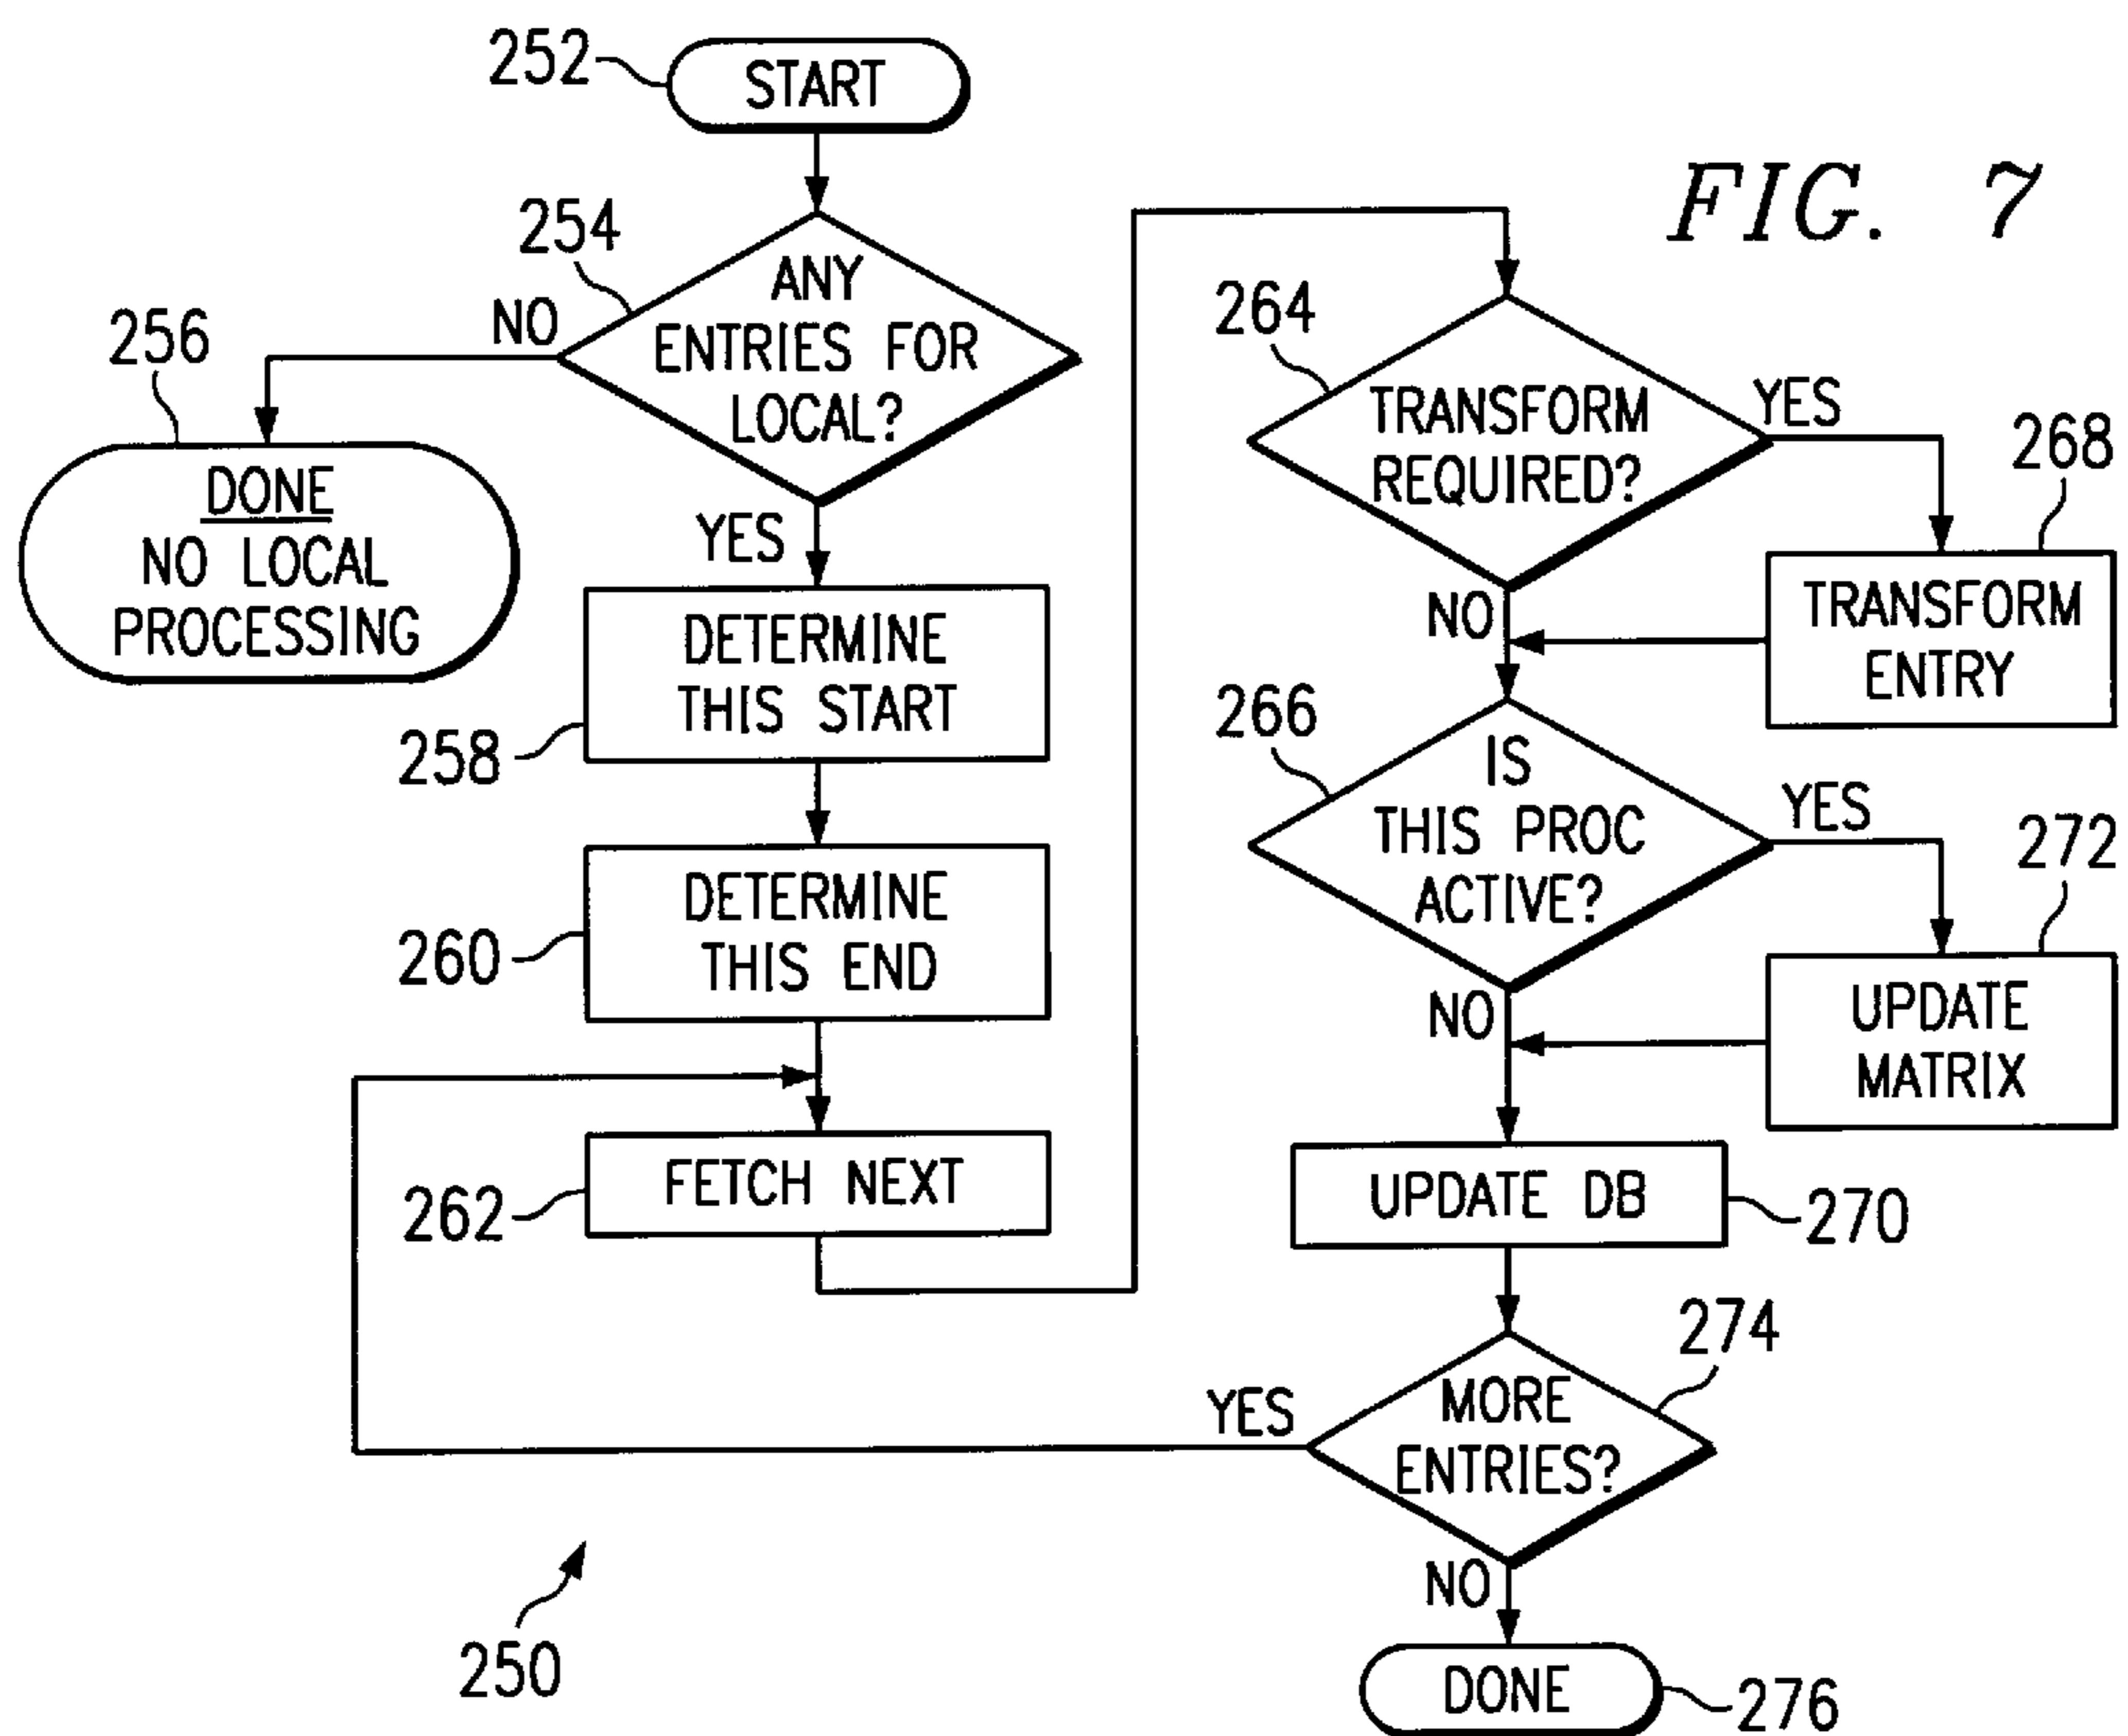 FIG. 7
252
START
254
ANY
ENTRIES FOR
LOCAL?
NO
YES
256
DONE
NO LOCAL
PROCESSING
DETERMINE
THIS START
258
DETERMINE
THIS END
260
FETCH NEXT
262
264
TRANSFORM
REQUIRED?
YES
NO
268
TRANSFORM
ENTRY
266
IS
THIS PROC
ACTIVE?
YES
NO
272
UPDATE
MATRIX
UPDATE DB
270
274
MORE
ENTRIES?
YES
NO
DONE
276
250